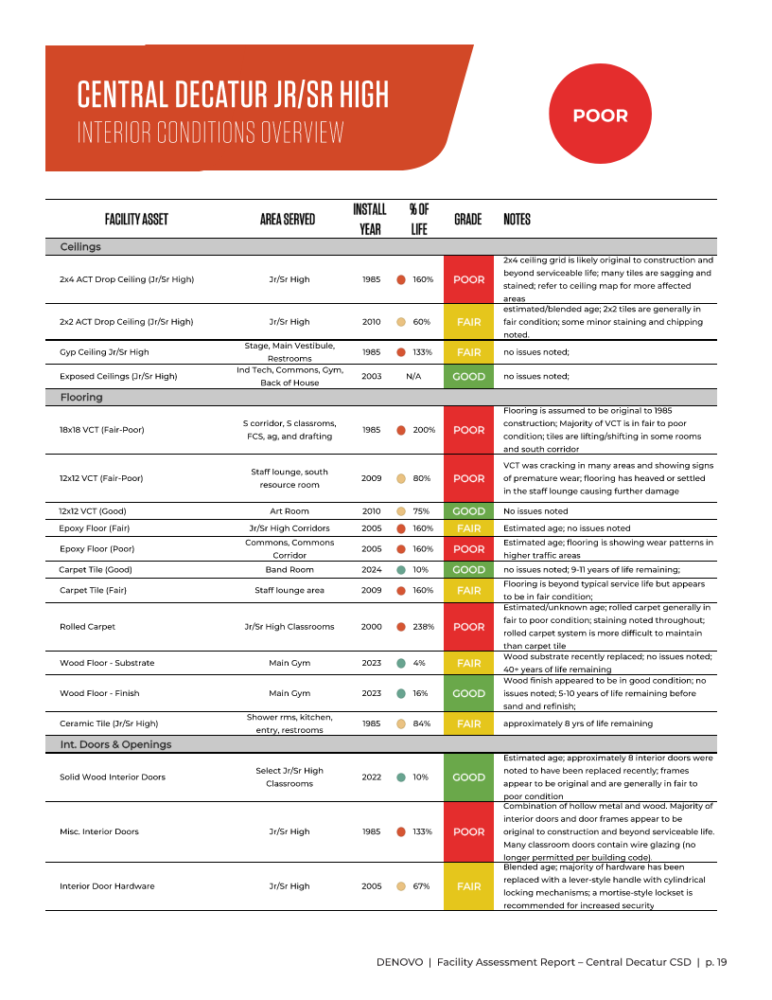 CENTRAL DECATUR JR/SR HIGH
INTERIOR CONDITIONS OVERVIEW
POOR
FACILITY ASSET AREA SERVED INSTALL YEAR % OF LIFE GRADE NOTES
Ceilings
2x4 ACT Drop Ceiling (Jr/Sr High) Jr/Sr High 1985 160% POOR
2x4 ceiling grid is likely original to construction and
beyond serviceable life; many tiles are sagging and
stained; refer to ceiling map for more affected
areas
2x2 ACT Drop Ceiling (Jr/Sr High) Jr/Sr High 2010 60% FAIR
estimated/blended age; 2x2 tiles are generally in
fair condition; some minor staining and chipping
noted.
Gyp Ceiling Jr/Sr High
Stage, Main Vestibule,
Restrooms
1985 133% FAIR no issues noted;
Exposed Ceilings (Jr/Sr High)
Ind Tech, Commons, Gym,
Back of House
2003 N/A GOOD no issues noted;
Flooring
18x18 VCT (Fair-Poor)
S corridor, S classroms,
FCS, ag, and drafting
1985 200% POOR
Flooring is assumed to be original to 1985
construction; Majority of VCT is in fair to poor
condition; tiles are lifting/shifting in some rooms
and south corridor
12x12 VCT (Fair-Poor)
Staff lounge, south
resource room
2009 80% POOR
VCT was cracking in many areas and showing signs
of premature wear; flooring has heaved or settled
in the staff lounge causing further damage
12x12 VCT (Good) Art Room 2010 75% GOOD No issues noted
Epoxy Floor (Fair) Jr/Sr High Corridors 2005 160% FAIR Estimated age; no issues noted
Epoxy Floor (Poor)
Commons, Commons
Corridor
2005 160% POOR
Estimated age; flooring is showing wear patterns in
higher traffic areas
Carpet Tile (Good) Band Room 2024 10% GOOD no issues noted; 9-11 years of life remaining;
Carpet Tile (Fair) Staff lounge area 2009 160% FAIR
Flooring is beyond typical service life but appears
to be in fair condition;
Rolled Carpet Jr/Sr High Classrooms 2000 238% POOR
Estimated/unknown age; rolled carpet generally in
fair to poor condition; staining noted throughout;
rolled carpet system is more difficult to maintain
than carpet tile
Wood Floor - Substrate Main Gym 2023 4% FAIR
Wood substrate recently replaced; no issues noted;
40+ years of life remaining
Wood Floor - Finish Main Gym 2023 16% GOOD
Wood finish appeared to be in good condition; no
issues noted; 5-10 years of life remaining before
sand and refinish;
Ceramic Tile (Jr/Sr High)
Shower rms, kitchen,
entry, restrooms
1985 84% FAIR approximately 8 yrs of life remaining
Int. Doors & Openings
Solid Wood Interior Doors
Select Jr/Sr High
Classrooms
2022 10% GOOD
Estimated age; approximately 8 interior doors were
noted to have been replaced recently; frames
appear to be original and are generally in fair to
poor condition
Misc. Interior Doors Jr/Sr High 1985 133% POOR
Combination of hollow metal and wood. Majority of
interior doors and door frames appear to be
original to construction and beyond serviceable life.
Many classroom doors contain wire glazing (no
longer permitted per building code).
Interior Door Hardware Jr/Sr High 2005 67% FAIR
Blended age; majority of hardware has been
replaced with a lever-style handle with cylindrical
locking mechanisms; a mortise-style lockset is
recommended for increased security
DENOVO | Facility Assessment Report – Central Decatur CSD | p. 19